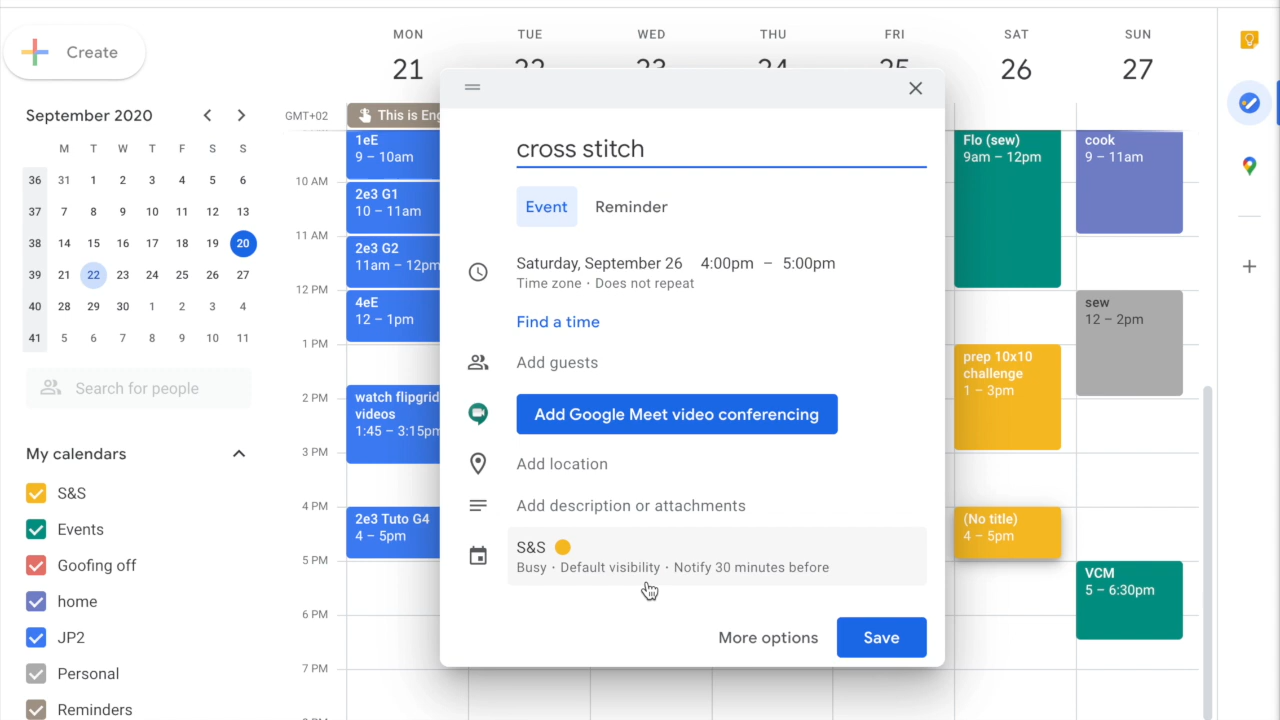 Create
September 2020
M T W T F S S
36 31 1 2 3 4 5 6
37 7 8 9 10 11 12 13
38 14 15 16 17 18 19 20
39 21 22 23 24 25 26 27
40 28 29 30 1 2 3 4
41 5 6 7 8 9 10 11
Search for people
My calendars
S&S
Events
Goofing off
home
JP2
Personal
Reminders
MON TUE WED THU FRI SAT SUN
21 22 23 24 25 26 27
GMT+02
This is Eng
10 AM
11 AM
12 PM
1 PM
2 PM
3 PM
4 PM
5 PM
6 PM
7 PM
1eE
9 – 10am
2e3 G1
10 – 11am
2e3 G2
11am – 12pm
4eE
12 – 1pm
watch flipgrid
videos
1:45 – 3:15pm
2e3 Tuto G4
4 – 5pm
cross stitch
Event Reminder
Saturday, September 26 4:00pm – 5:00pm
Time zone · Does not repeat
Find a time
Add guests
Add Google Meet video conferencing
Add location
Add description or attachments
S&S
Busy · Default visibility · Notify 30 minutes before
More options Save
Flo (sew)
9am – 12pm
prep 10x10
challenge
1 – 3pm
(No title)
4 – 5pm
cook
9 – 11am
sew
12 – 2pm
VCM
5 – 6:30pm